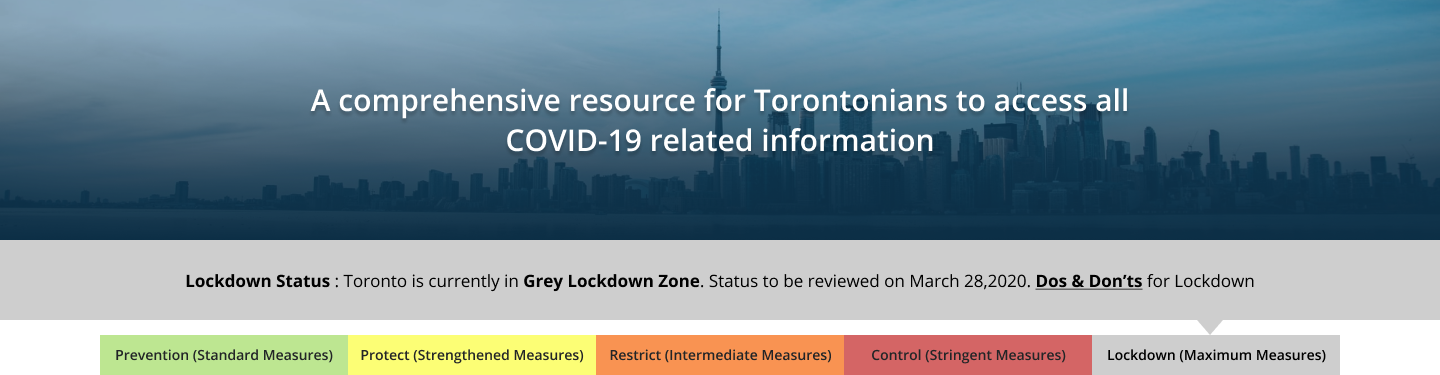 A comprehensive resource for Torontonians to access all
COVID-19 related information
Lockdown Status : Toronto is currently in Grey Lockdown Zone. Status to be reviewed on March 28,2020. Dos & Don'ts for Lockdown
Prevention (Standard Measures) Protect (Strengthened Measures) Restrict (Intermediate Measures) Control (Stringent Measures) Lockdown (Maximum Measures)